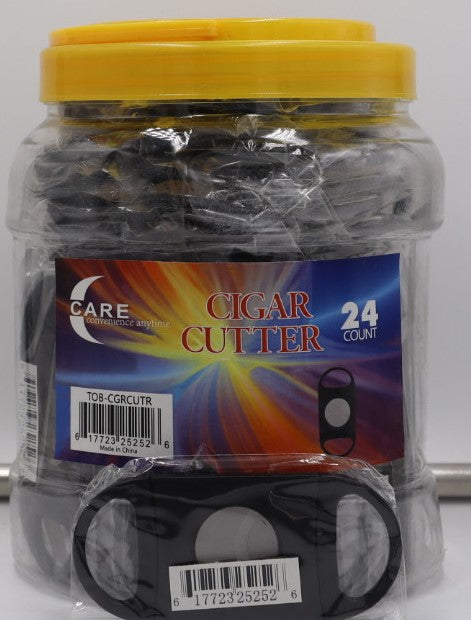 CARE
convenience anytime
CIGAR
CUTTER
24
COUNT
TOB-CGRCUTR
6 17723 25252 6
Made in China
6 17723 25252 6